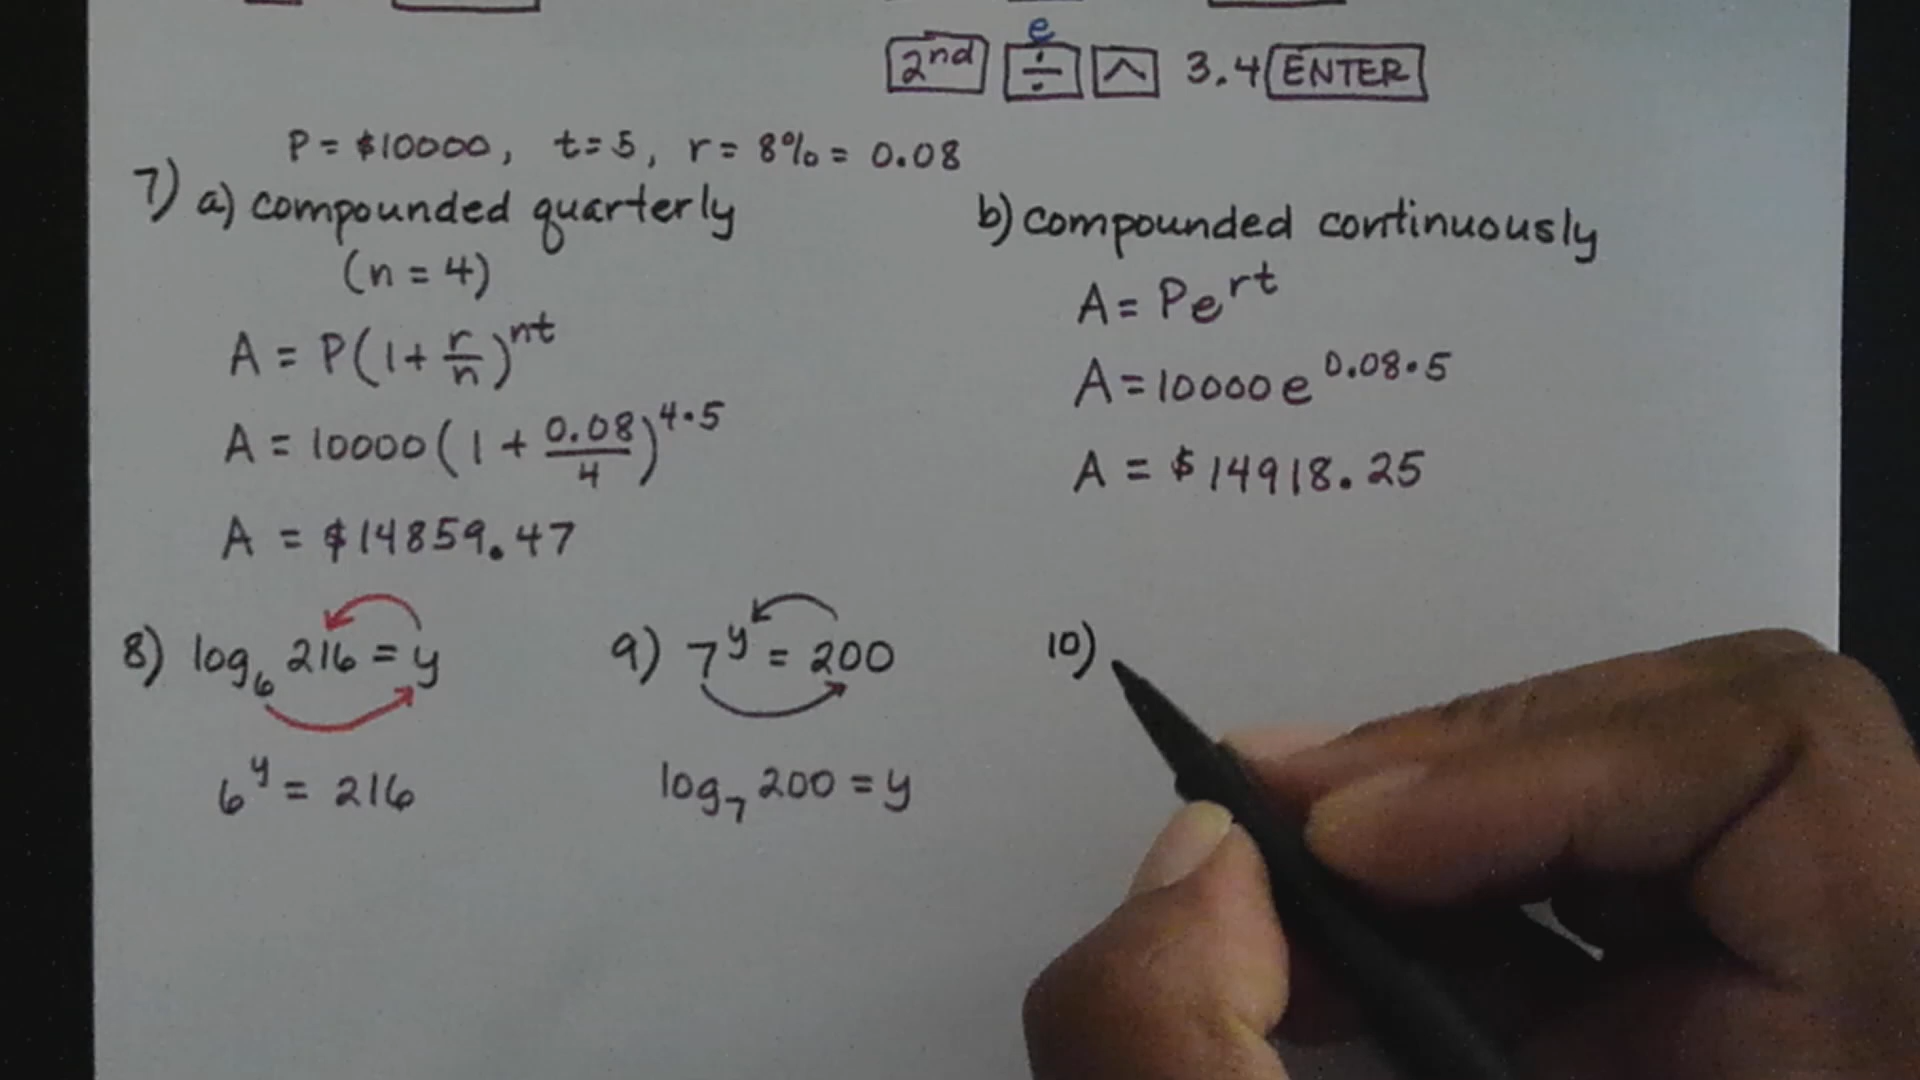 e
2nd ÷ ^ 3.4 ENTER
P = $10000, t = 5, r = 8% = 0.08
7) a) compounded quarterly
(n = 4)
A = P(1 + r/n)^nt
A = 10000(1 + 0.08/4)^4·5
A = $14859.47
b) compounded continuously
A = Pe^rt
A = 10000e^0.08·5
A = $14918.25
8) log₆ 216 = y
6^y = 216
9) 7^y = 200
log₇ 200 = y
10)